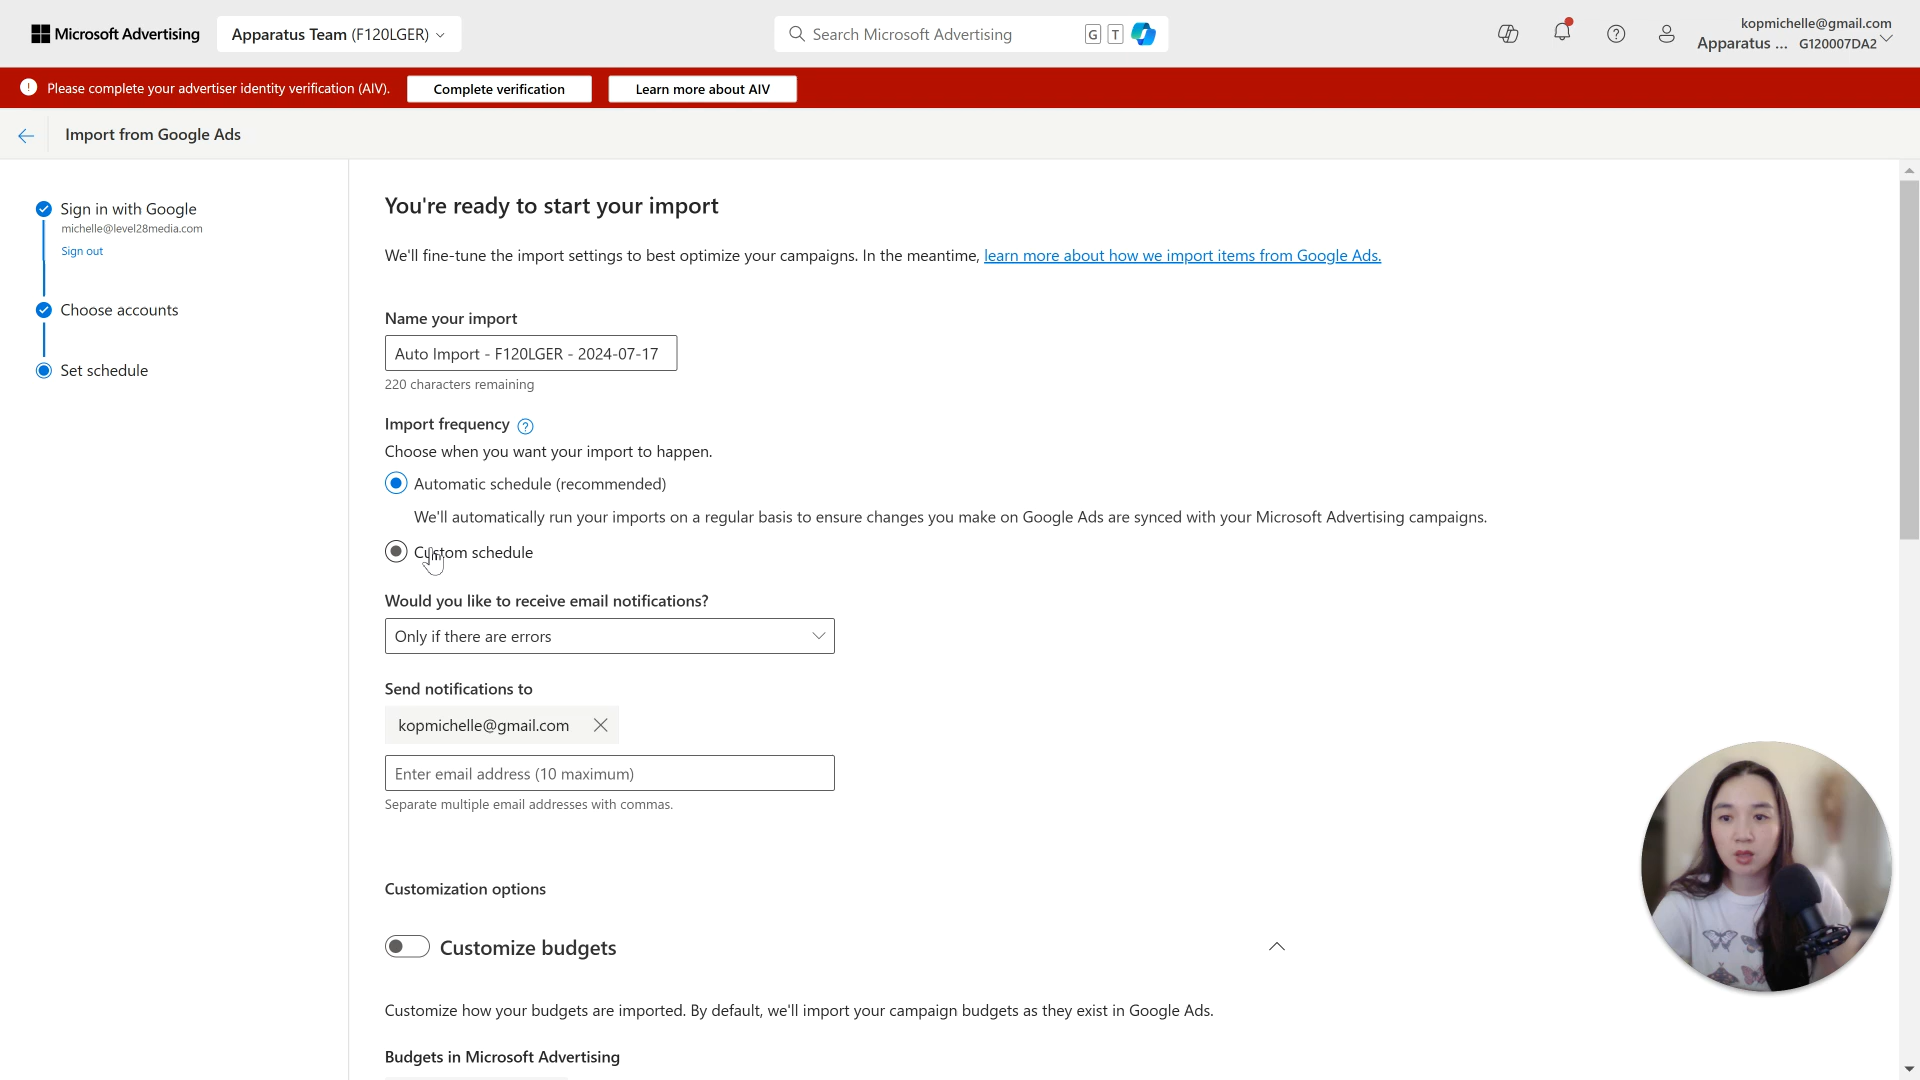 Microsoft Advertising
Apparatus Team (F120LGER)
Search Microsoft Advertising
G T
kopmichelle@gmail.com
Apparatus ... G120007DA2
Please complete your advertiser identity verification (AIV).
Complete verification
Learn more about AIV
Import from Google Ads
Sign in with Google
michelle@level28media.com
Sign out
Choose accounts
Set schedule
You're ready to start your import
We'll fine-tune the import settings to best optimize your campaigns. In the meantime, learn more about how we import items from Google Ads.
Name your import
Auto Import - F120LGER - 2024-07-17
220 characters remaining
Import frequency
Choose when you want your import to happen.
Automatic schedule (recommended)
We'll automatically run your imports on a regular basis to ensure changes you make on Google Ads are synced with your Microsoft Advertising campaigns.
Custom schedule
Would you like to receive email notifications?
Only if there are errors
Send notifications to
kopmichelle@gmail.com
Enter email address (10 maximum)
Separate multiple email addresses with commas.
Customization options
Customize budgets
Customize how your budgets are imported. By default, we'll import your campaign budgets as they exist in Google Ads.
Budgets in Microsoft Advertising